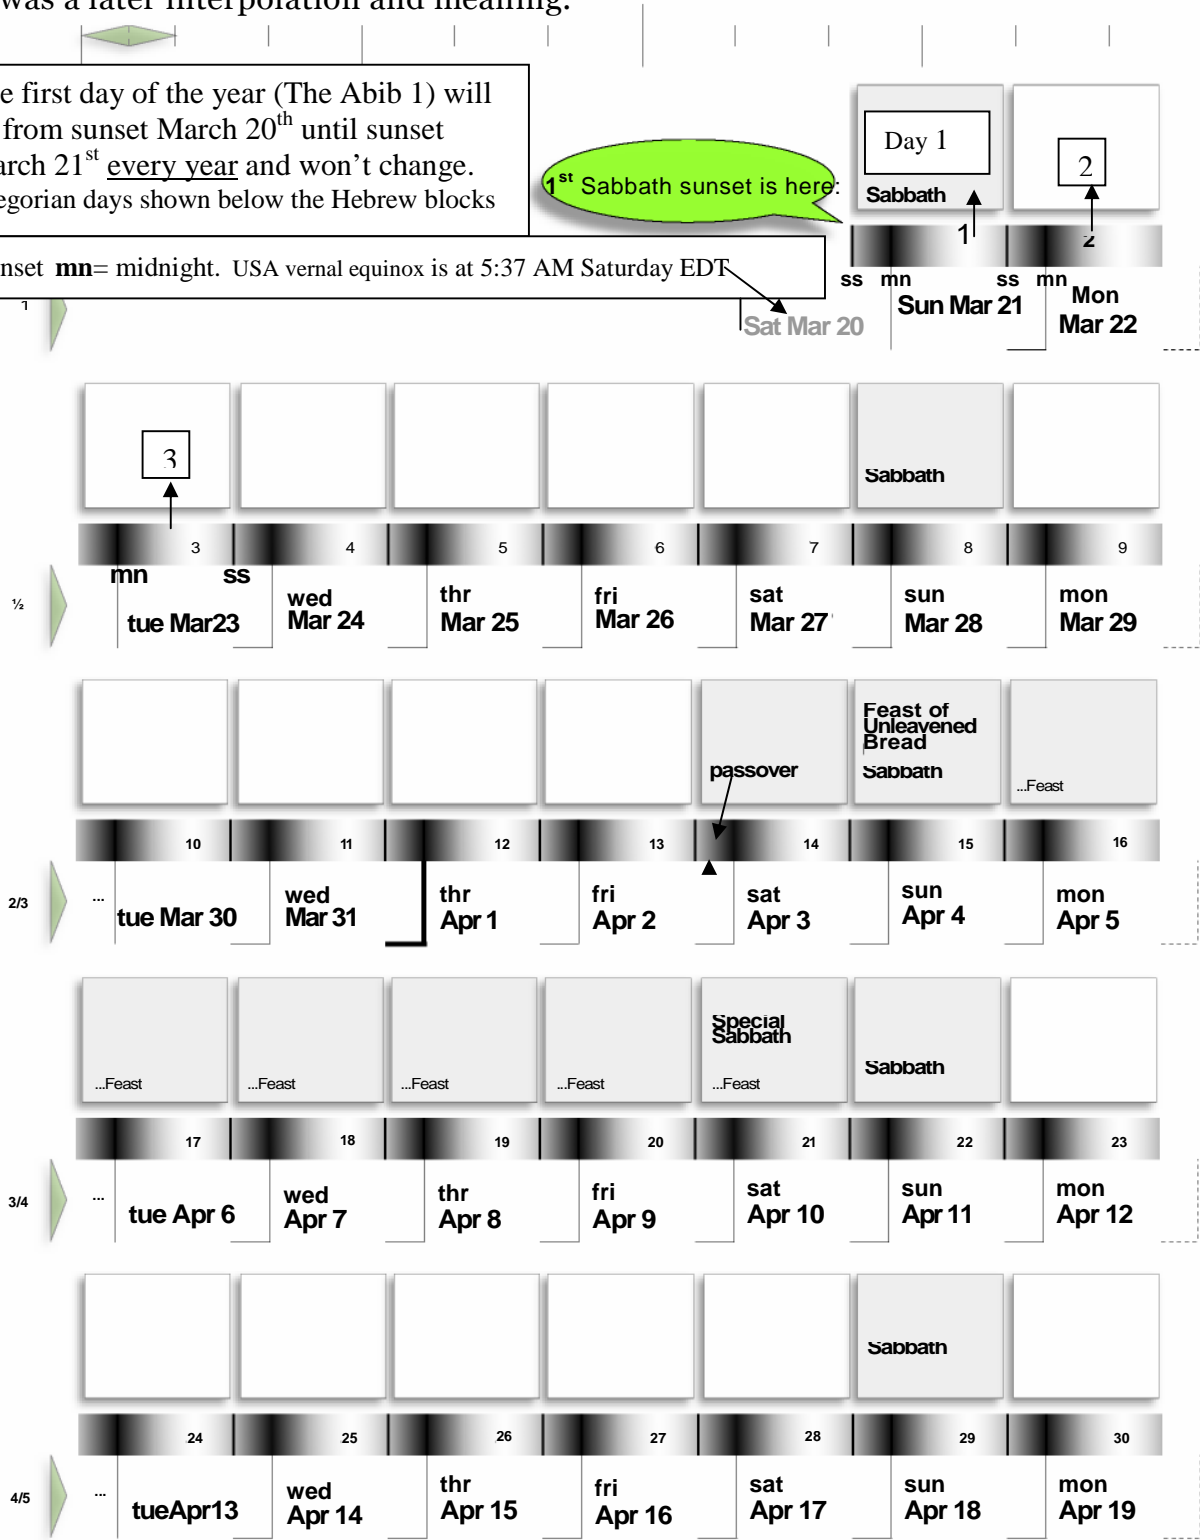 was a later interpolation and meaning.
e first day of the year (The Abib 1) will
from sunset March 20th until sunset
arch 21st every year and won't change.
egorian days shown below the Hebrew blocks
nset mn= midnight. USA vernal equinox is at 5:37 AM Saturday EDT
1st Sabbath sunset is here:
Day 1
Sabbath
2
1 2
ss mn ss mn
Sat Mar 20
Sun Mar 21
Mon
Mar 22
3
Sabbath
3 4 5 6 7 8 9
mn ss
½
tue Mar23
wed
Mar 24
thr
Mar 25
fri
Mar 26
sat
Mar 27
sun
Mar 28
mon
Mar 29
passover
Feast of
Unleavened
Bread
Sabbath
...Feast
10 11 12 13 14 15 16
2/3
...
tue Mar 30
wed
Mar 31
thr
Apr 1
fri
Apr 2
sat
Apr 3
sun
Apr 4
mon
Apr 5
...Feast
...Feast
...Feast
...Feast
Special
Sabbath
...Feast
Sabbath
17 18 19 20 21 22 23
3/4
...
tue Apr 6
wed
Apr 7
thr
Apr 8
fri
Apr 9
sat
Apr 10
sun
Apr 11
mon
Apr 12
Sabbath
24 25 26 27 28 29 30
4/5
...
tueApr13
wed
Apr 14
thr
Apr 15
fri
Apr 16
sat
Apr 17
sun
Apr 18
mon
Apr 19